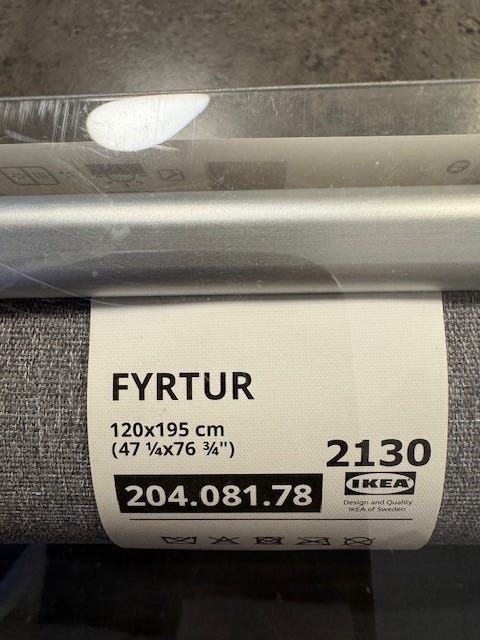 FYRTUR
120x195 cm
(47 ¼x76 ¾")
2130
204.081.78
IKEA
Design and Quality
IKEA of Sweden